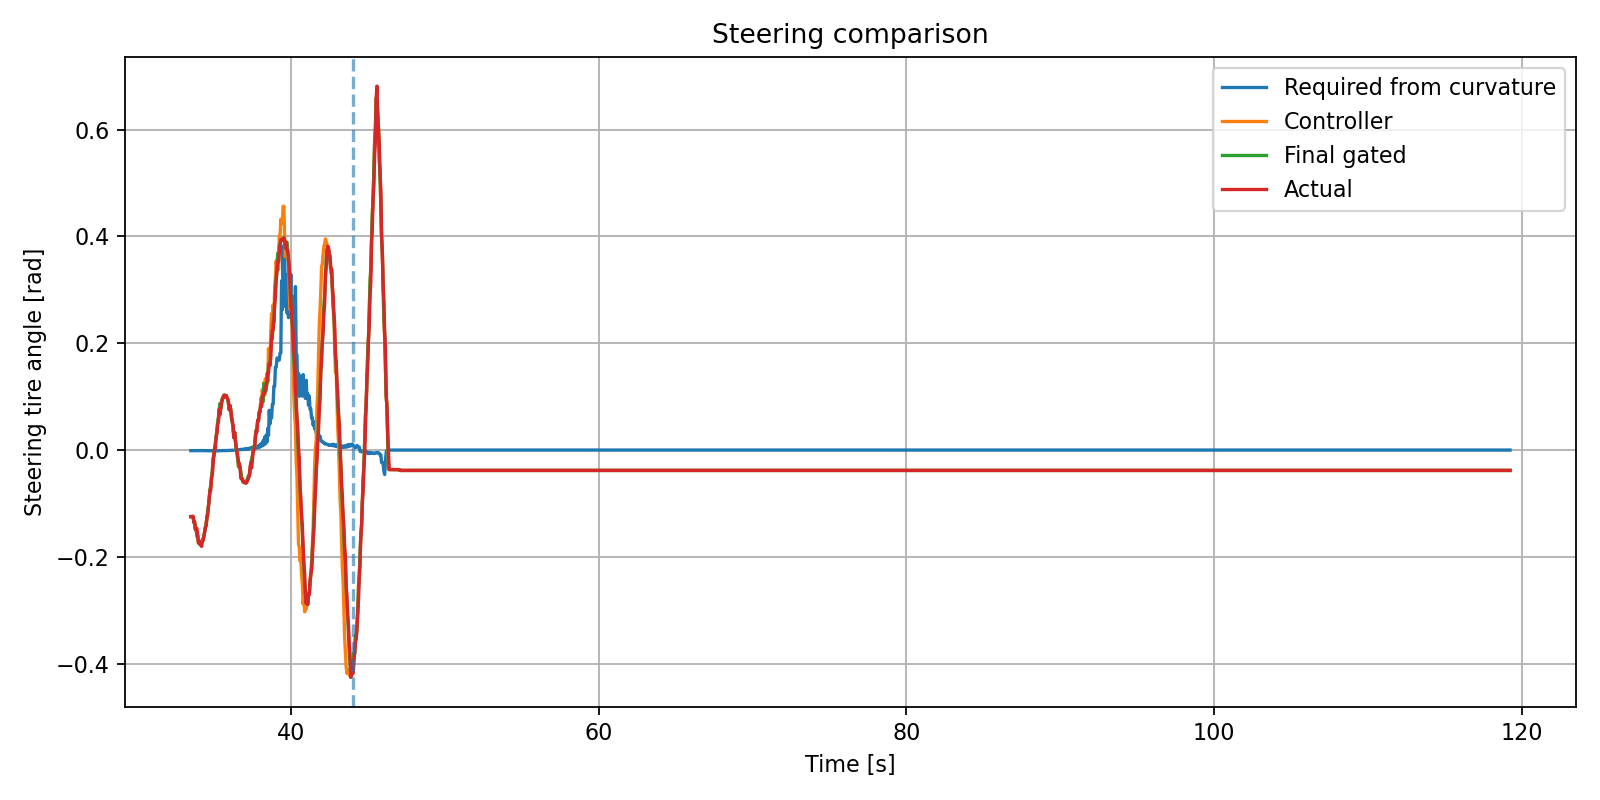 Steering comparison
Required from curvature
Controller
Final gated
Actual
Steering tire angle [rad]
0.6
0.4
0.2
0.0
−0.2
−0.4
40 60 80 100 120
Time [s]